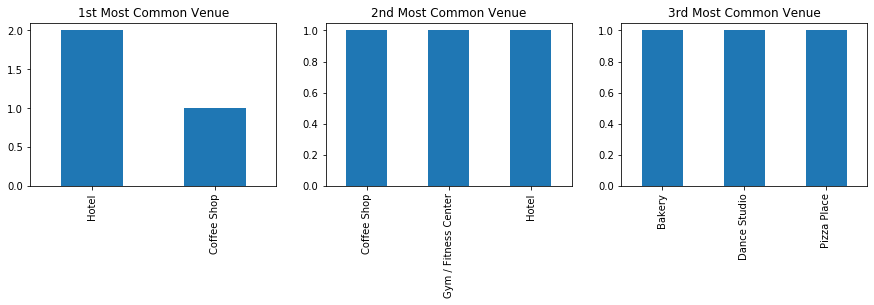 1st Most Common Venue
2.0
1.5
1.0
0.5
0.0
Hotel
Coffee Shop
2nd Most Common Venue
1.0
0.8
0.6
0.4
0.2
0.0
Coffee Shop
Gym / Fitness Center
Hotel
3rd Most Common Venue
1.0
0.8
0.6
0.4
0.2
0.0
Bakery
Dance Studio
Pizza Place